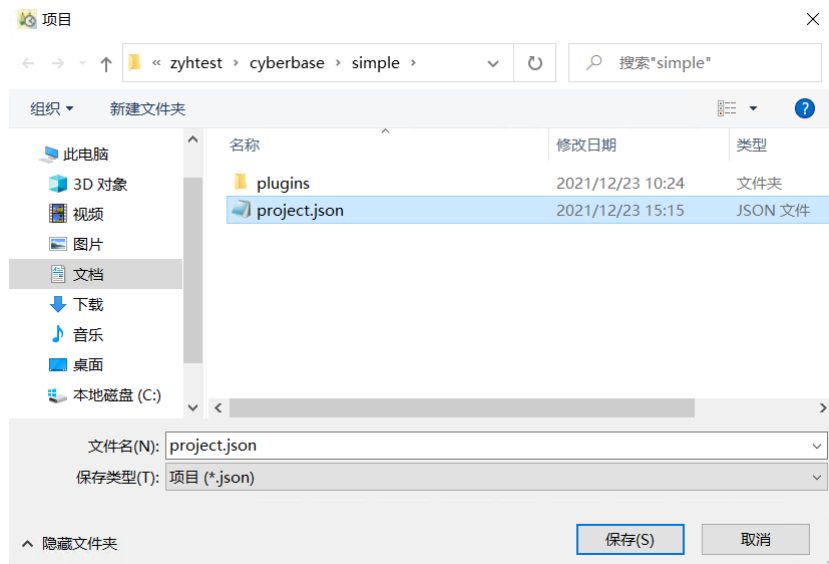 项目
« zyhtest › cyberbase › simple ›
搜索"simple"
组织
新建文件夹
?
此电脑
3D 对象
视频
图片
文档
下载
音乐
桌面
本地磁盘 (C:)
名称 修改日期 类型
plugins 2021/12/23 10:24 文件夹
project.json 2021/12/23 15:15 JSON 文件
文件名(N): project.json
保存类型(T): 项目 (*.json)
隐藏文件夹
保存(S)
取消